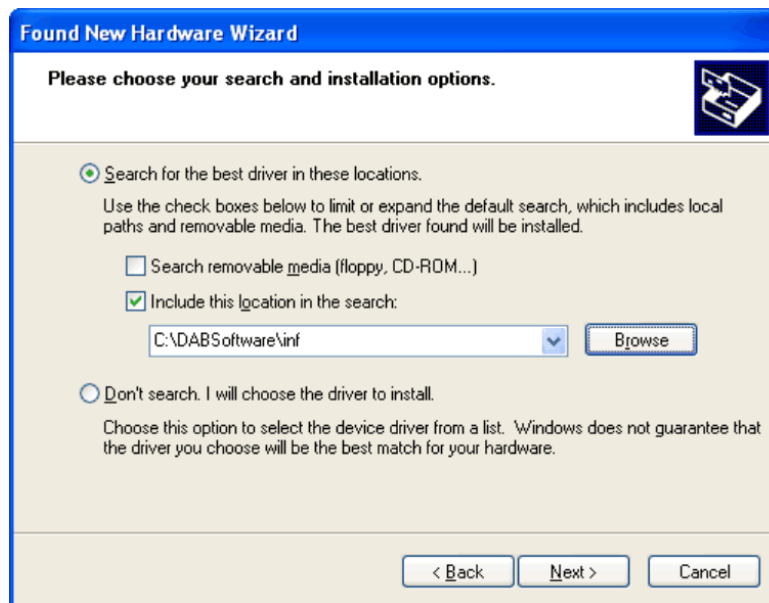 Found New Hardware Wizard
Please choose your search and installation options.
Search for the best driver in these locations.
Use the check boxes below to limit or expand the default search, which includes local
paths and removable media. The best driver found will be installed.
Search removable media (floppy, CD-ROM...)
Include this location in the search:
C:\DABSoftware\inf
Browse
Don't search. I will choose the driver to install.
Choose this option to select the device driver from a list. Windows does not guarantee that
the driver you choose will be the best match for your hardware.
< Back
Next >
Cancel